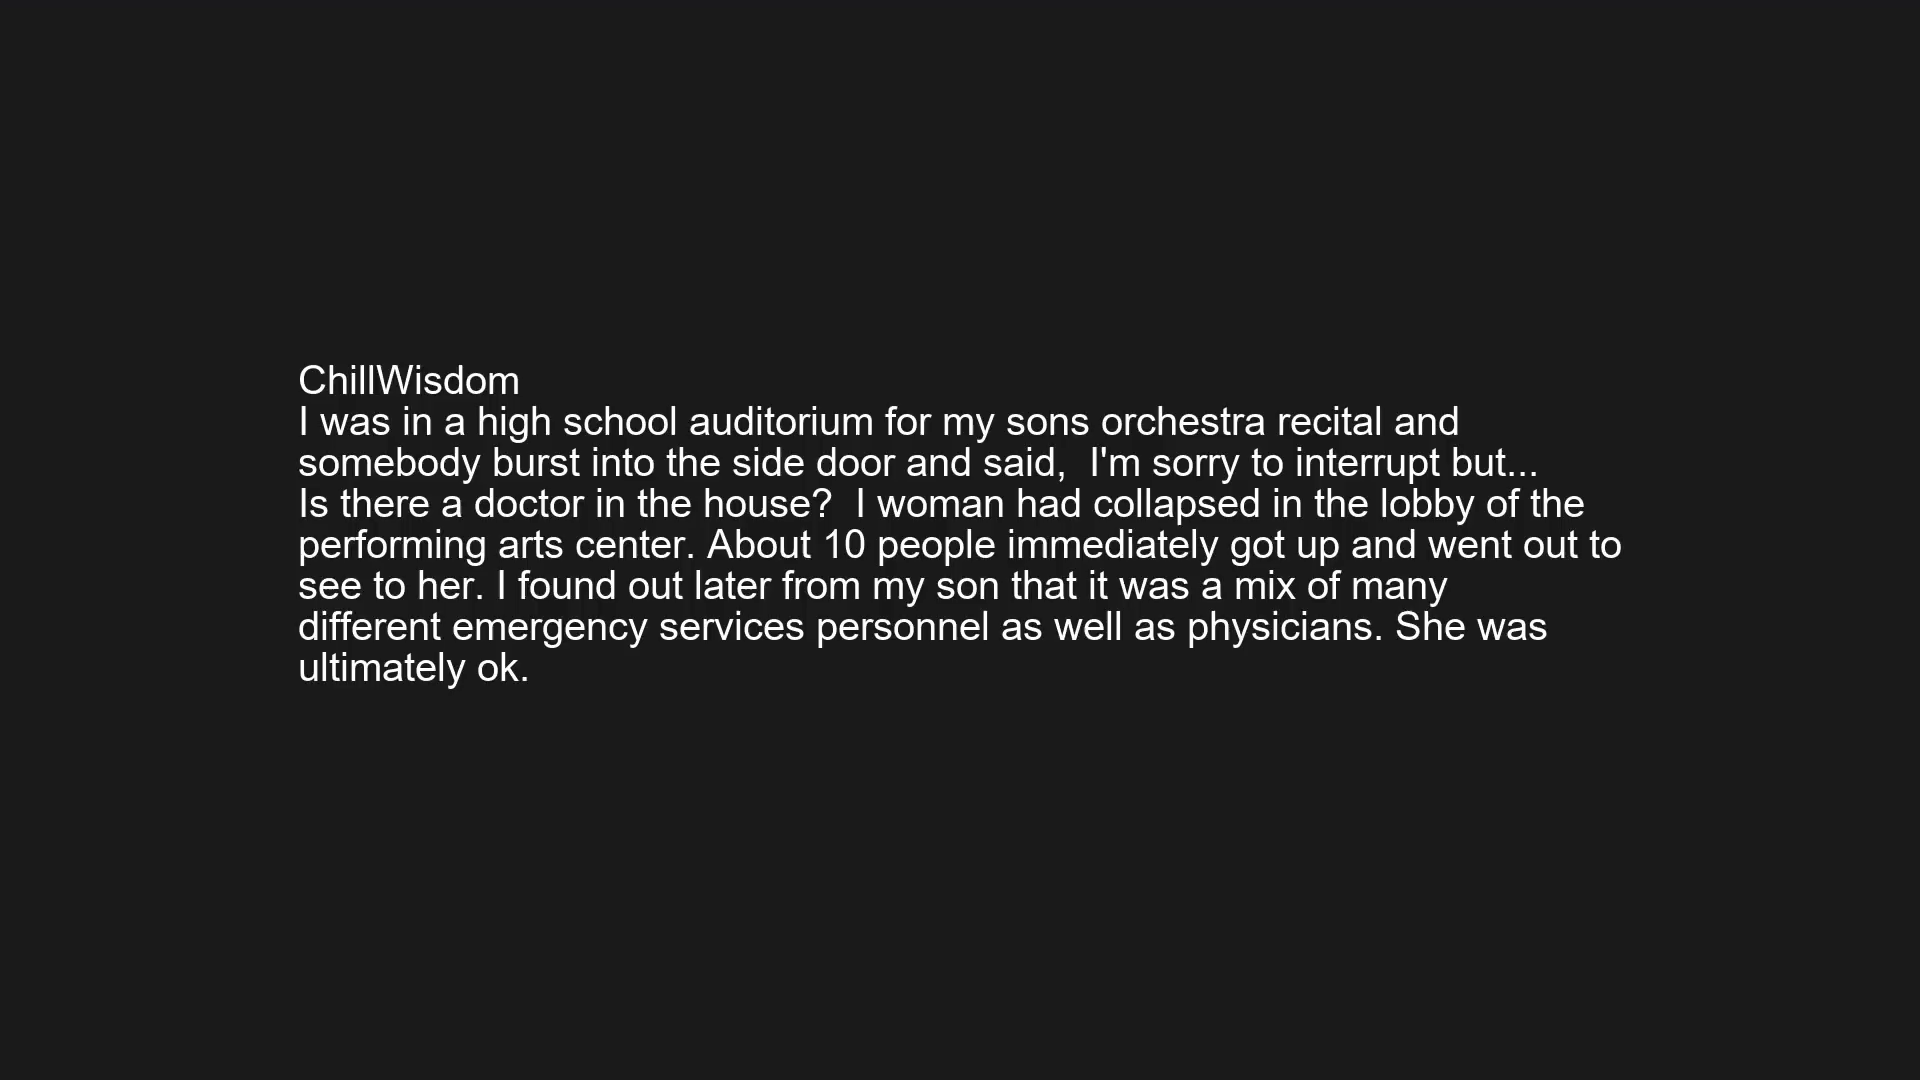 ChillWisdom
I was in a high school auditorium for my sons orchestra recital and
somebody burst into the side door and said,  I'm sorry to interrupt but...
Is there a doctor in the house?  I woman had collapsed in the lobby of the
performing arts center. About 10 people immediately got up and went out to
see to her. I found out later from my son that it was a mix of many
different emergency services personnel as well as physicians. She was
ultimately ok.